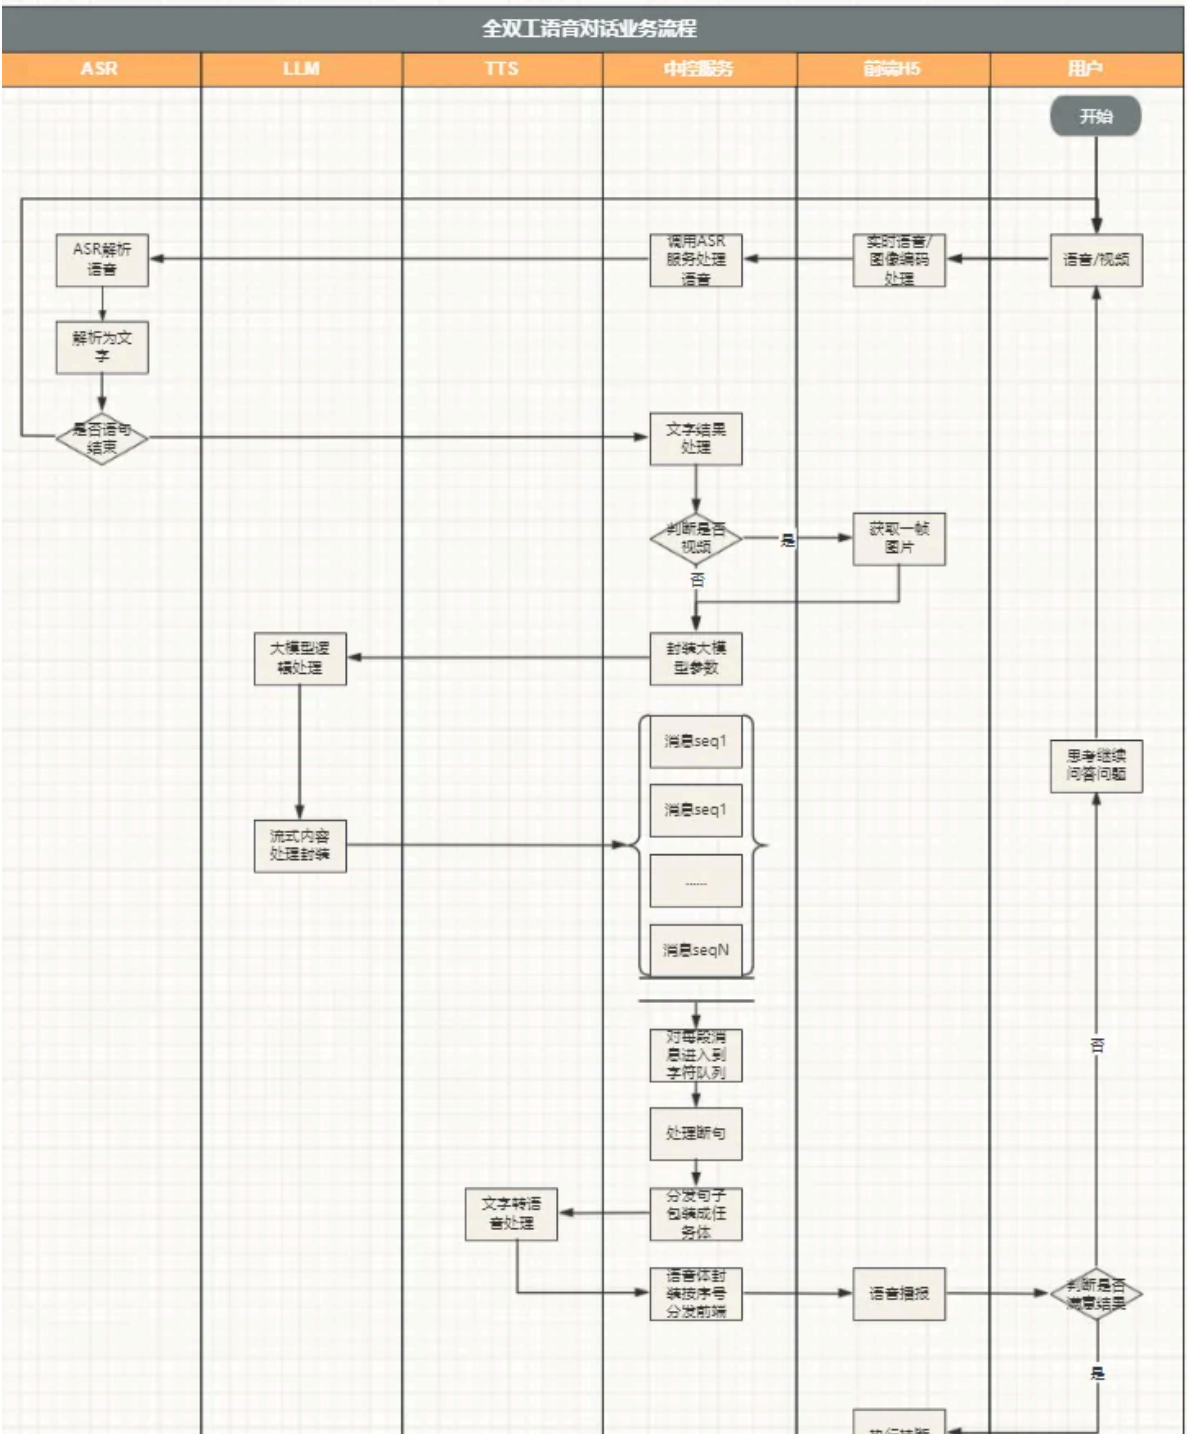 全双工语音对话业务流程
ASR
LLM
TTS
中控服务
前端H5
用户
开始
ASR解析
语音
调用ASR
服务处理
语音
实时语音/
图像编码
处理
语音/视频
解析为文
字
是否语句
结束
文字结果
处理
判断是否
视频
是
获取一帧
图片
否
大模型逻
辑处理
封装大模
型参数
消息seq1
思考继续
问答问题
消息seq1
流式内容
处理封装
......
消息seqN
对每段消
息进入到
字符队列
否
处理断句
文字转语
音处理
分发句子
包装成任
务体
语音体封
装按序号
分发前端
语音播报
判断是否
满意结果
是